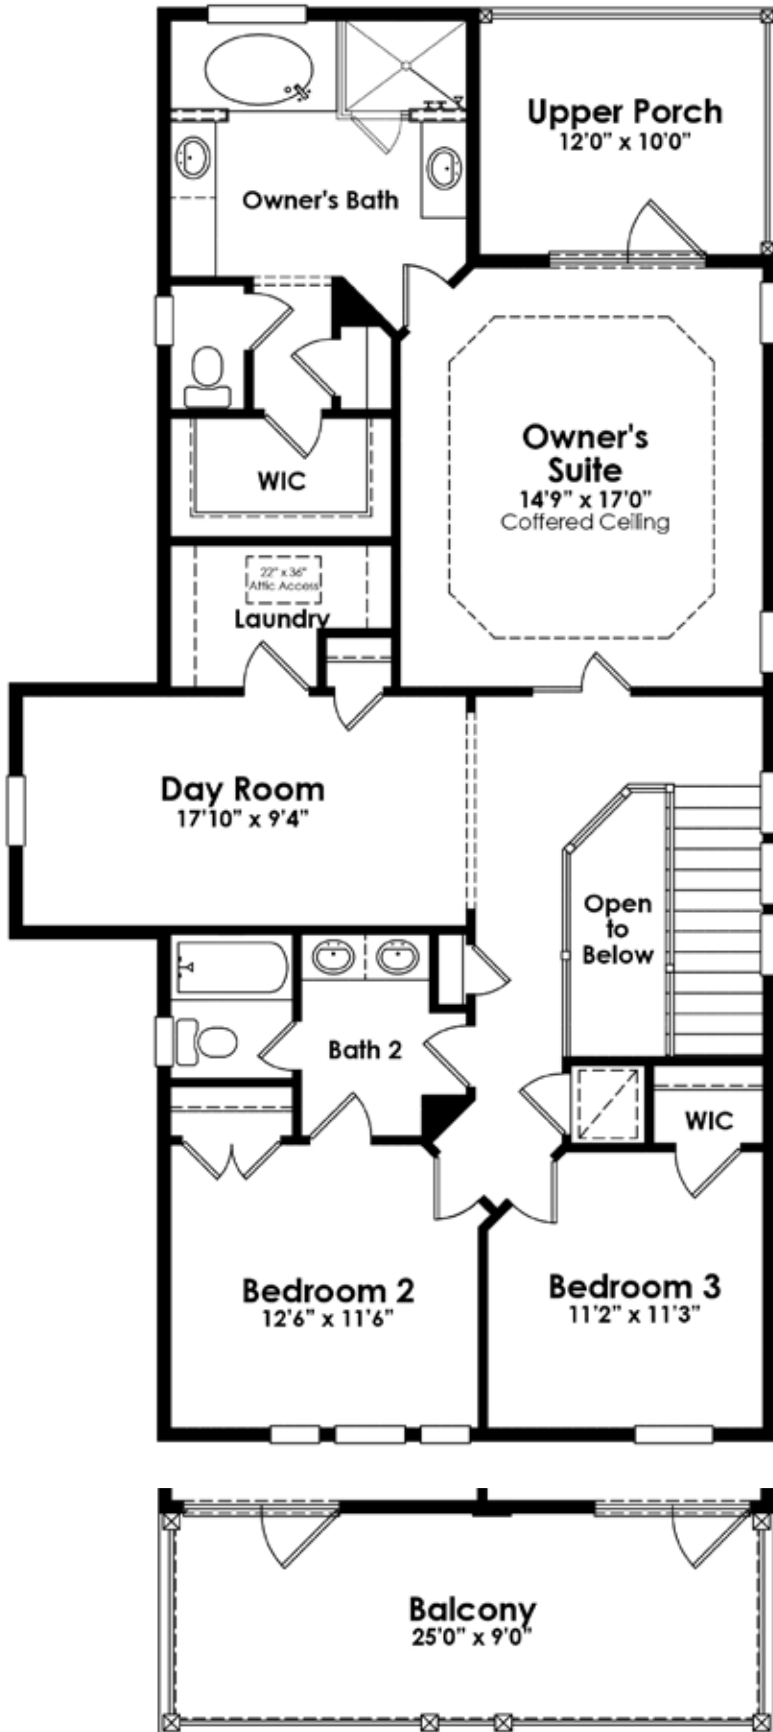 Upper Porch
12'0” x 10'0”
Owner's Bath
Owner's
Suite
14'9” x 17'0”
Coffered Ceiling
WIC
22" x 36"
Attic Access
Laundry
Day Room
17'10” x 9'4”
Open
to
Below
Bath 2
WIC
Bedroom 2
12'6” x 11'6”
Bedroom 3
11'2” x 11'3”
Balcony
25'0” x 9'0”